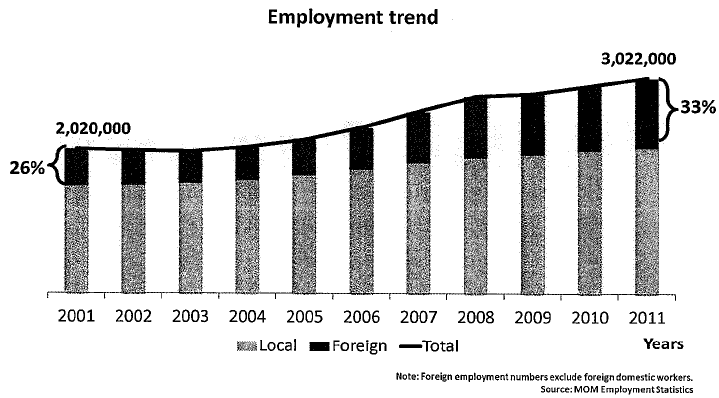 Employment trend
3,022,000
33%
2,020,000
26%
2001 2002 2003 2004 2005 2006 2007 2008 2009 2010 2011
Local Foreign Total Years
Note: Foreign employment numbers exclude foreign domestic workers.
Source: MOM Employment Statistics